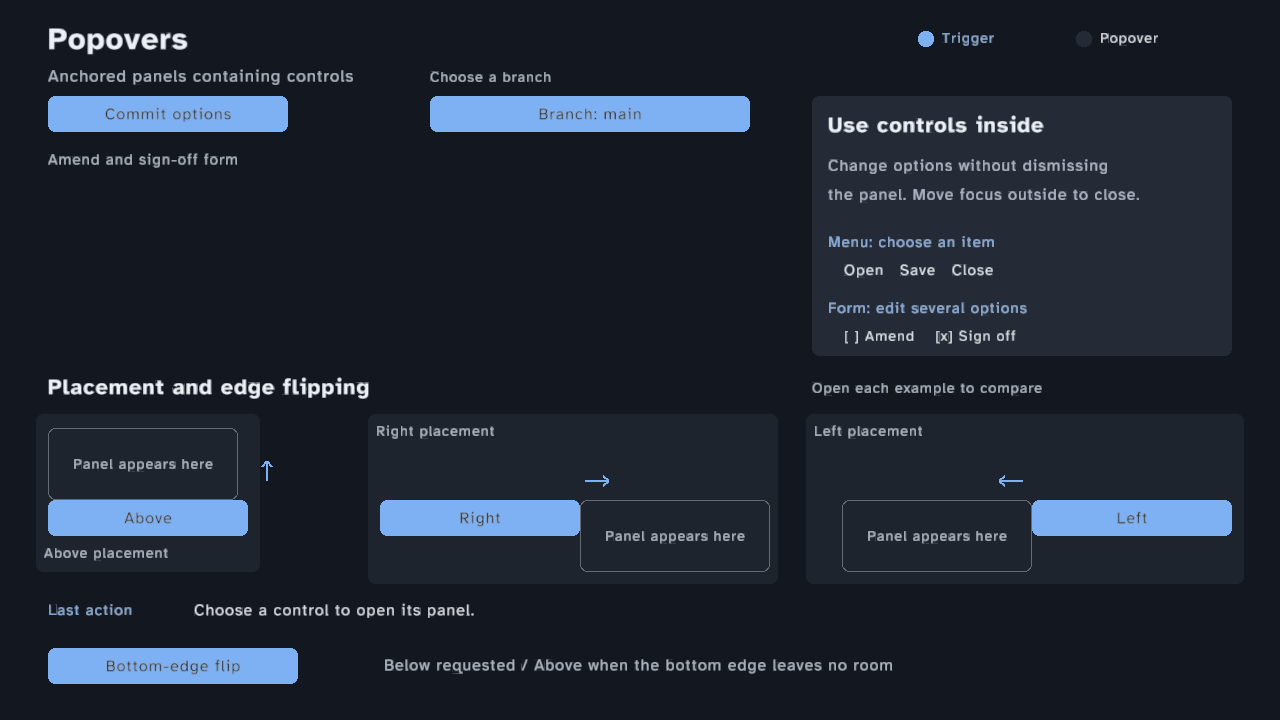 Popovers
Trigger
Popover
Anchored panels containing controls
Choose a branch
Commit options
Branch: main
Amend and sign-off form
Use controls inside
Change options without dismissing
the panel. Move focus outside to close.
Menu: choose an item
Open Save Close
Form: edit several options
[ ] Amend [x] Sign off
Placement and edge flipping
Open each example to compare
Panel appears here
Above
Above placement
Right placement
Right
Panel appears here
Left placement
Panel appears here
Left
Last action
Choose a control to open its panel.
Bottom-edge flip
Below requested / Above when the bottom edge leaves no room